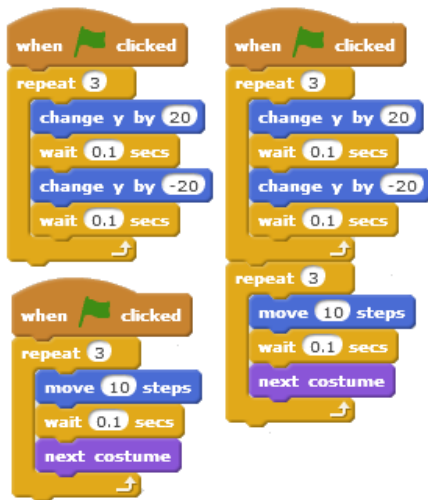 when clicked
repeat 3
change y by 20
wait 0.1 secs
change y by -20
wait 0.1 secs
when clicked
repeat 3
move 10 steps
wait 0.1 secs
next costume
when clicked
repeat 3
change y by 20
wait 0.1 secs
change y by -20
wait 0.1 secs
repeat 3
move 10 steps
wait 0.1 secs
next costume